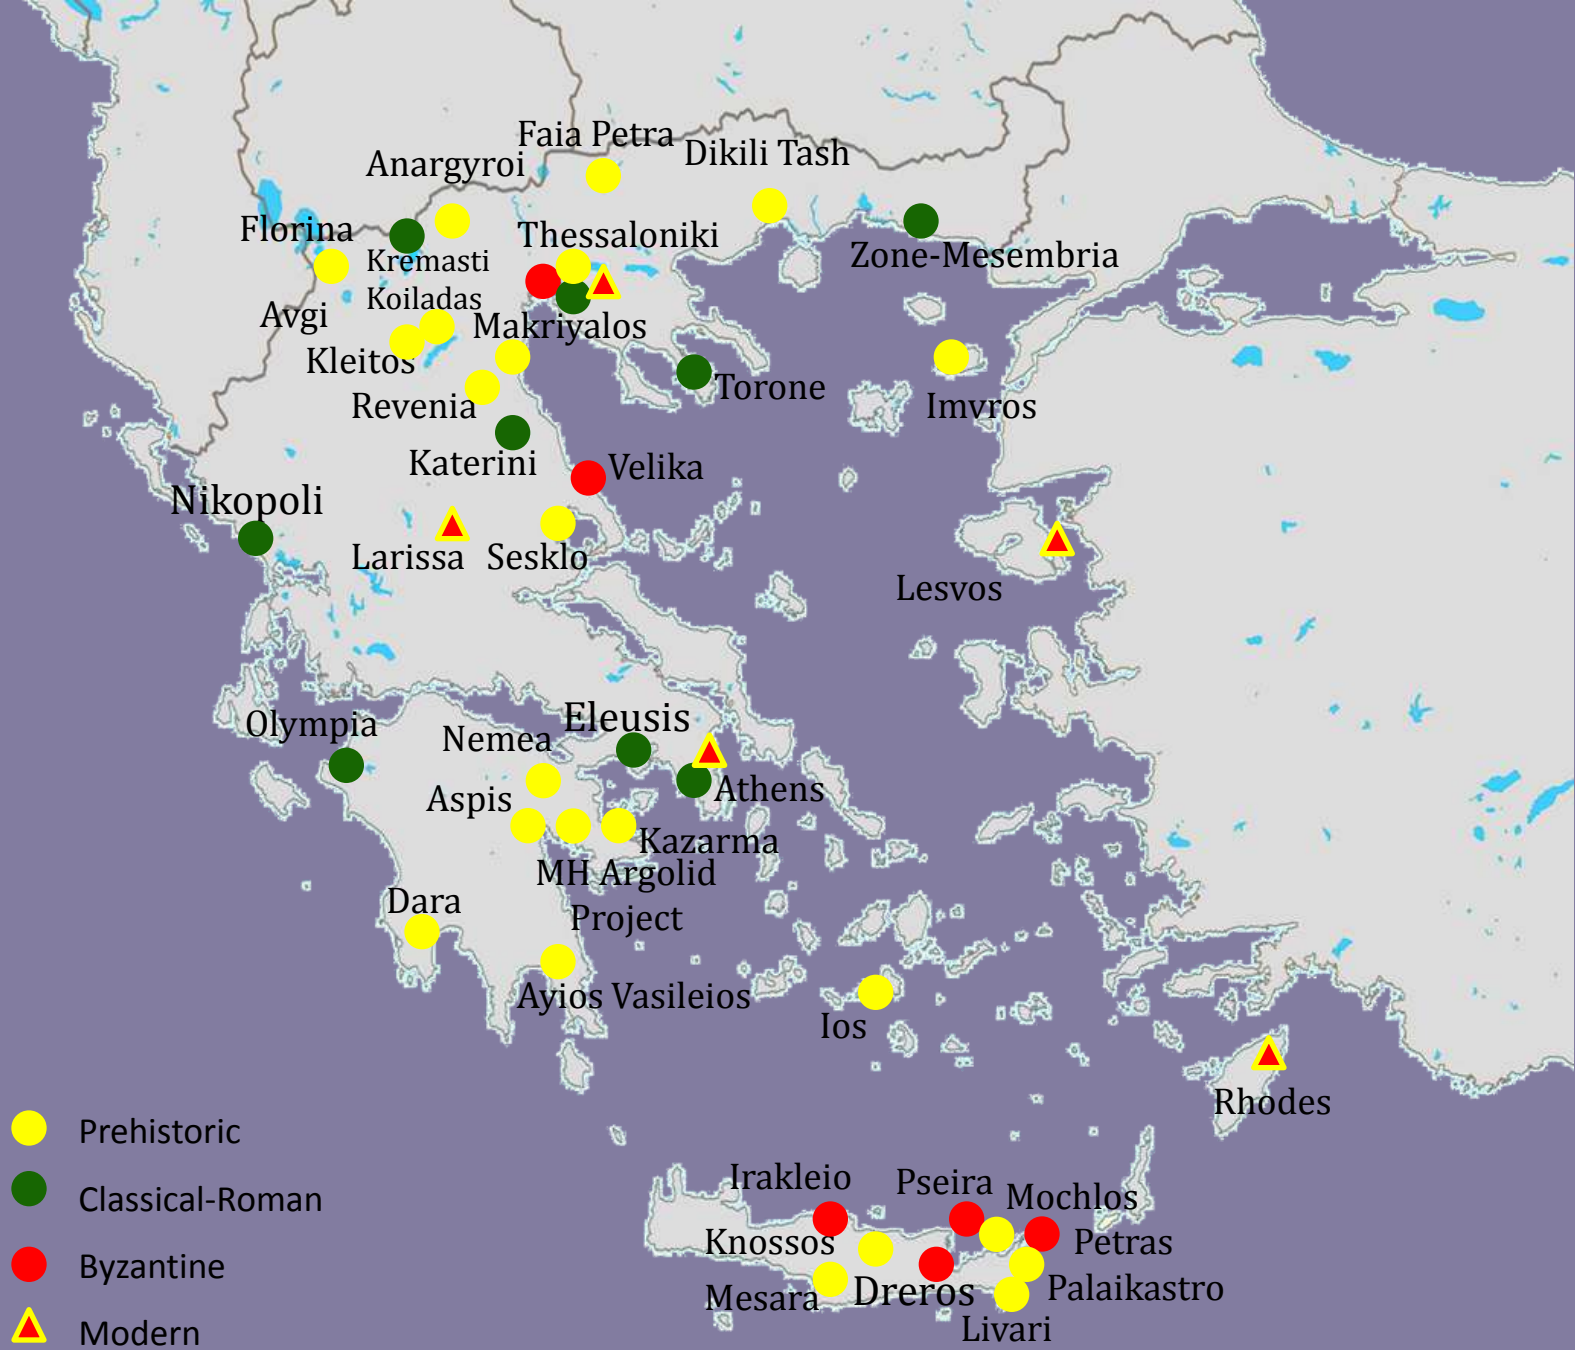 Faia Petra
Dikili Tash
Anargyroi
Florina
Thessaloniki
Zone-Mesembria
Kremasti
Koiladas
Avgi
Makriyalos
Kleitos
Torone
Revenia
Imvros
Katerini
Velika
Nikopoli
Larissa
Sesklo
Lesvos
Olympia
Eleusis
Nemea
Athens
Aspis
Kazarma
MH Argolid
Project
Dara
Ayios Vasileios
Ios
Rhodes
Prehistoric
Classical-Roman
Byzantine
Modern
Irakleio
Pseira
Mochlos
Knossos
Petras
Mesara
Dreros
Palaikastro
Livari